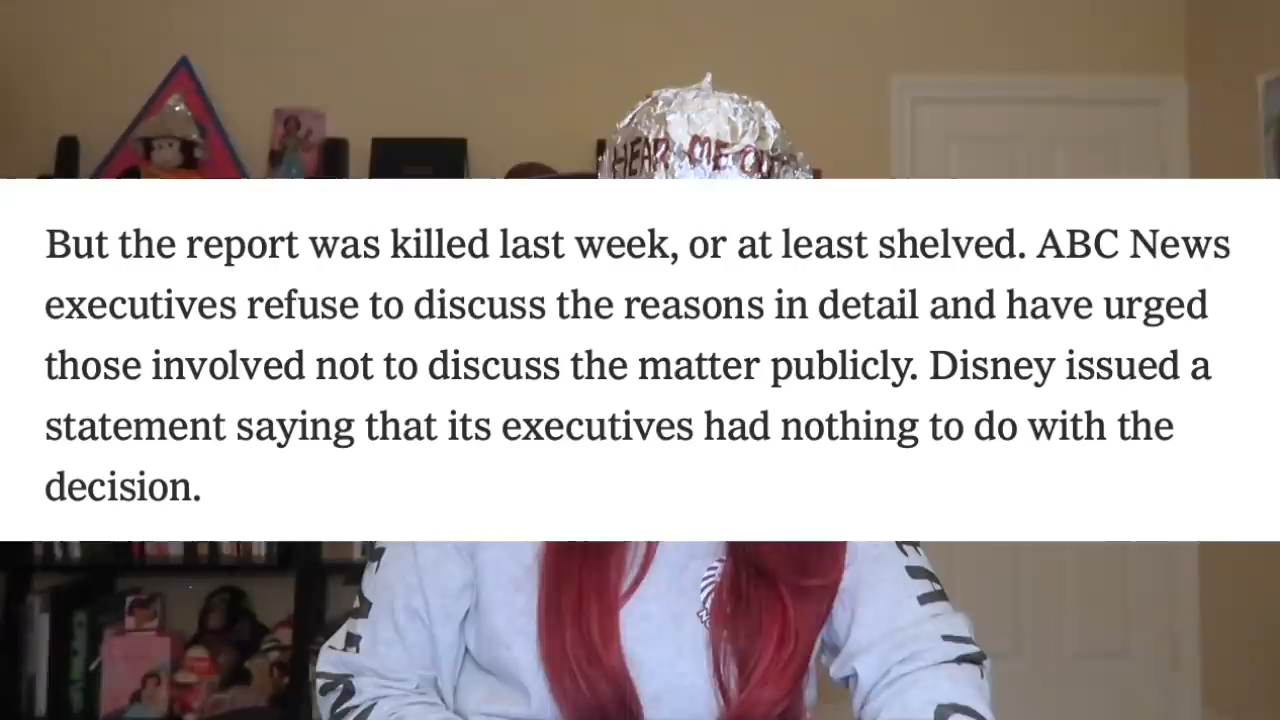 HEAR ME OUT
But the report was killed last week, or at least shelved. ABC News
executives refuse to discuss the reasons in detail and have urged
those involved not to discuss the matter publicly. Disney issued a
statement saying that its executives had nothing to do with the
decision.